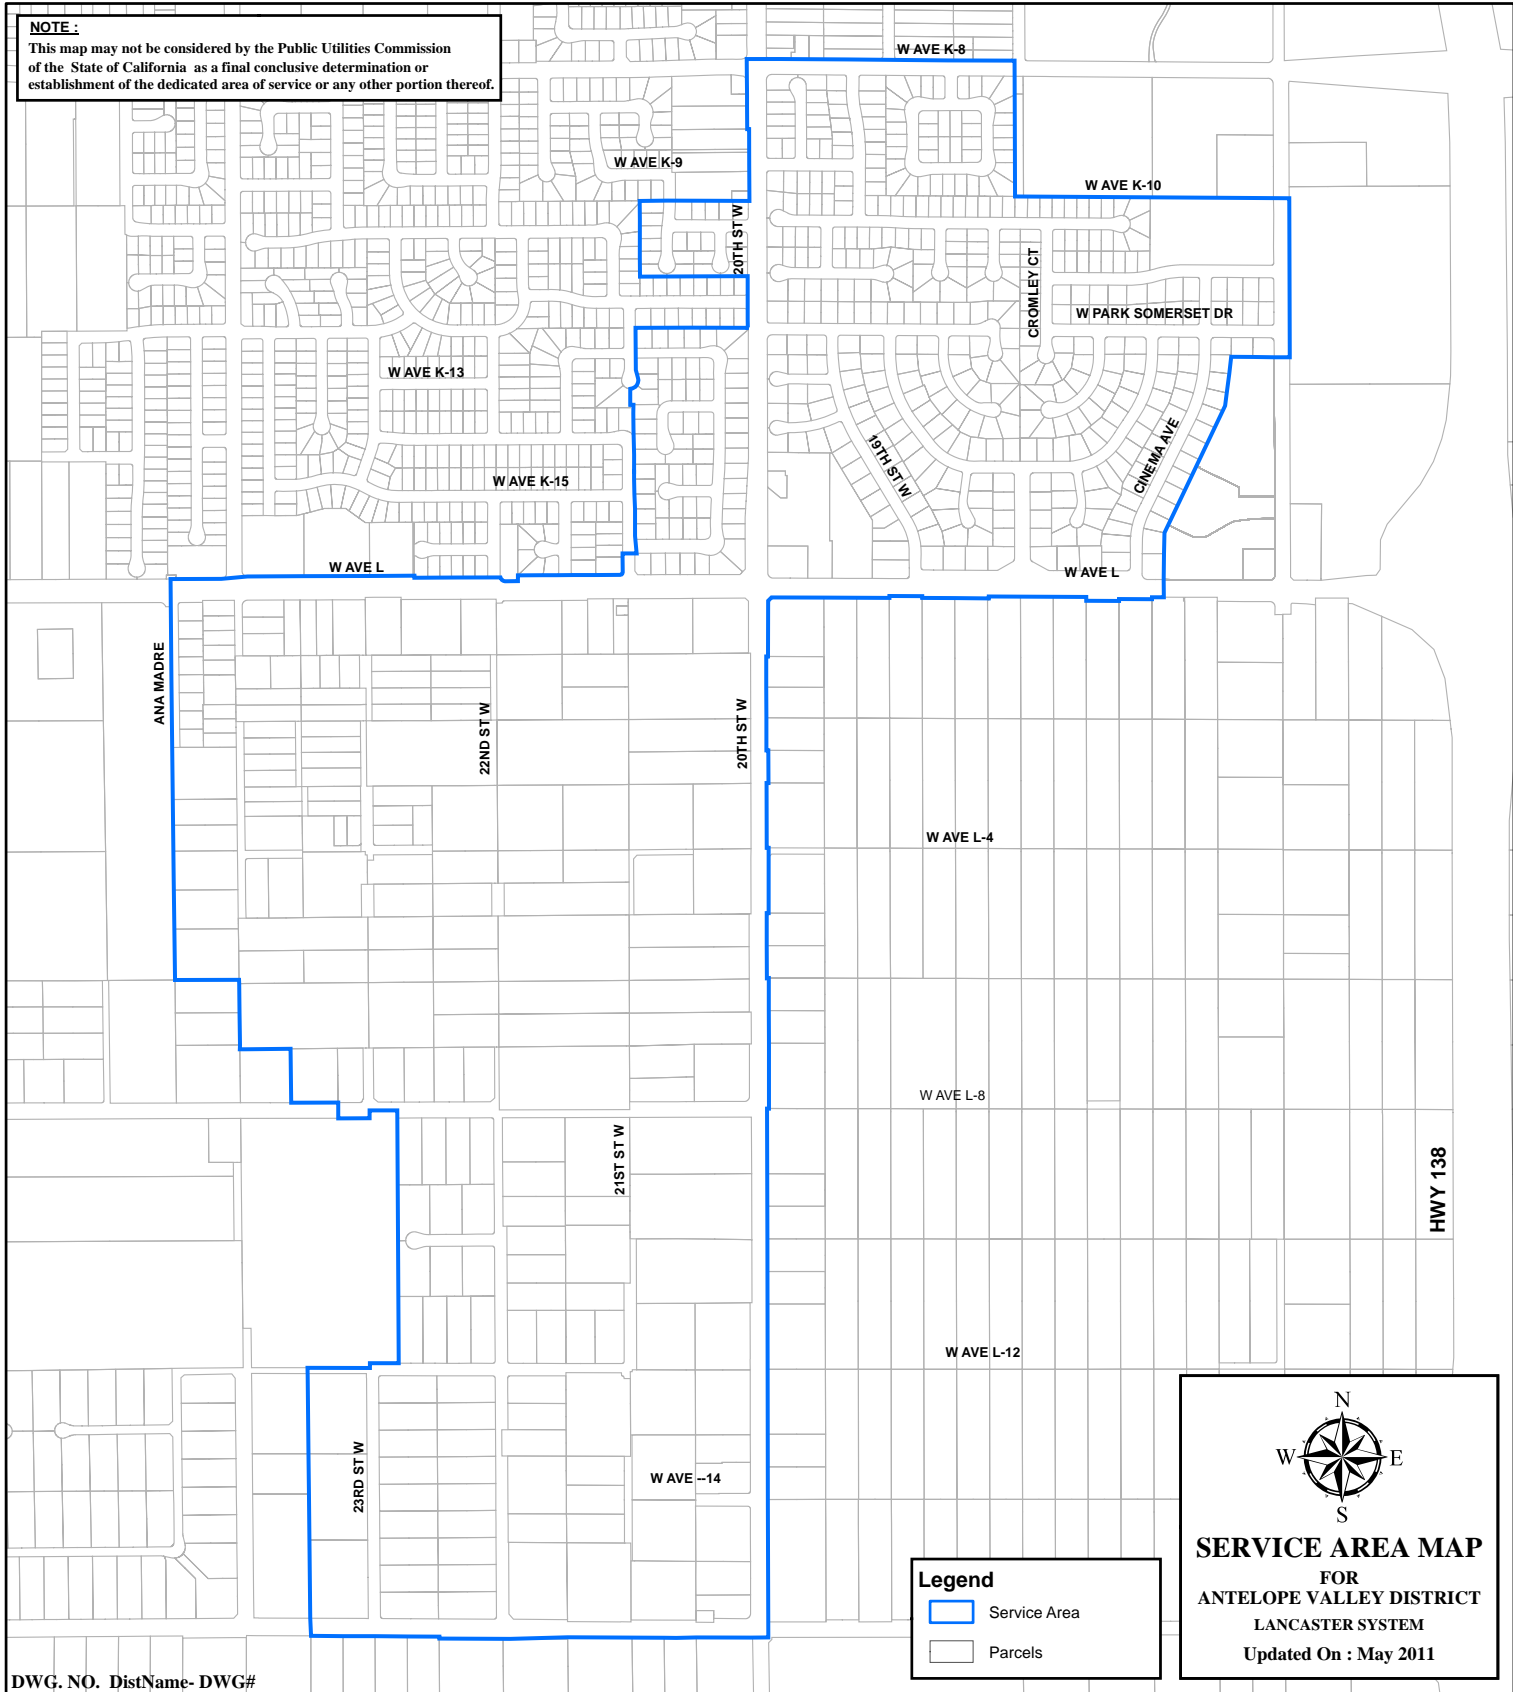 NOTE :
This map may not be considered by the Public Utilities Commission
of the State of California as a final conclusive determination or
establishment of the dedicated area of service or any other portion thereof.
W AVE K-8
W AVE K-9
W AVE K-10
20TH ST W
CROMLEY CT
W PARK SOMERSET DR
W AVE K-13
19TH ST W
CINEMA AVE
W AVE K-15
W AVE L
W AVE L
ANA MADRE
22ND ST W
20TH ST W
W AVE L-4
W AVE L-8
21ST ST W
HWY 138
W AVE L-12
23RD ST W
W AVE --14
N
W
E
S
SERVICE AREA MAP
FOR
ANTELOPE VALLEY DISTRICT
LANCASTER SYSTEM
Updated On : May 2011
Legend
Service Area
Parcels
DWG. NO. DistName- DWG#